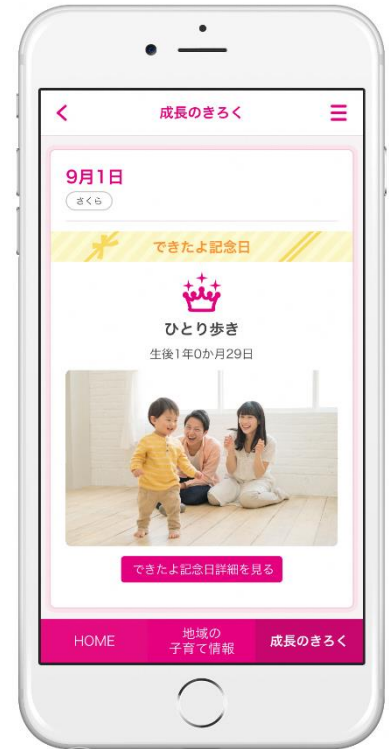 成長のきろく
9月1日
さくら
できたよ記念日
ひとり歩き
生後1年0か月29日
できたよ記念日詳細を見る
HOME
地域の
子育て情報
成長のきろく